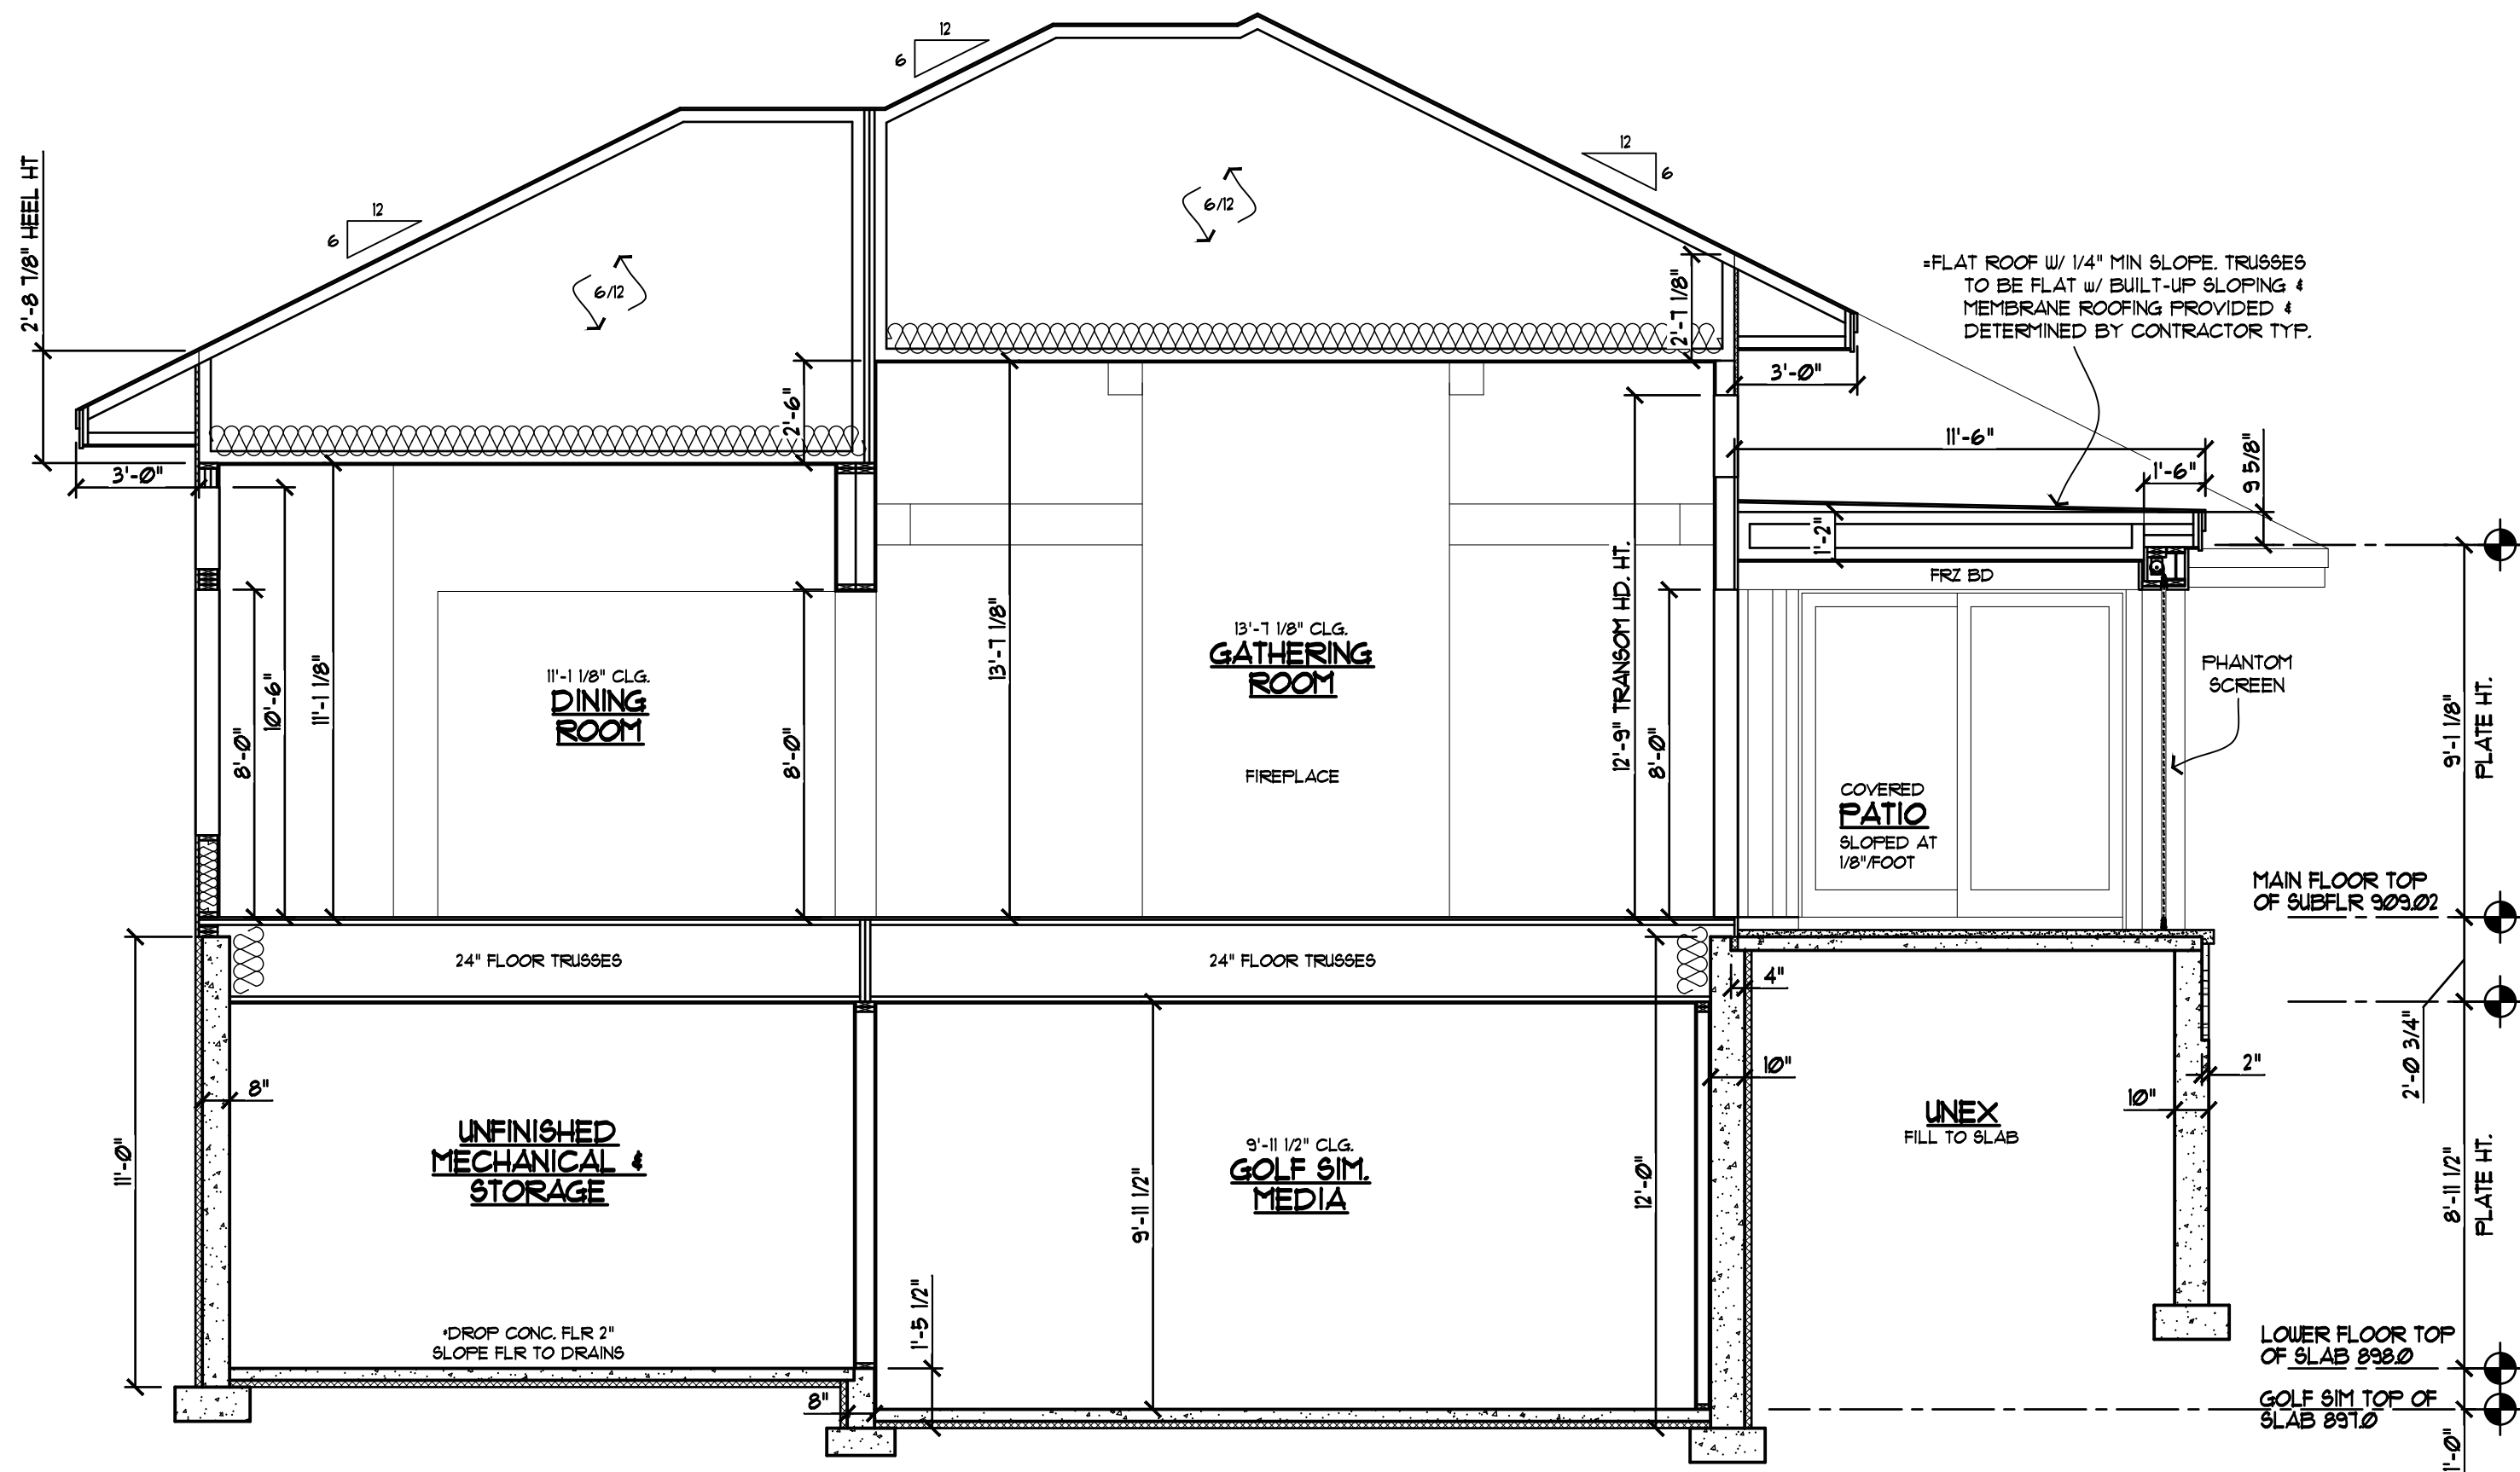 12
6
12
6
12
6
12
6
6/12
6/12
2'-8 7/8" HEEL HT
3'-0"
2'-6"
2'-7 1/8"
3'-0"
=FLAT ROOF W/ 1/4" MIN SLOPE. TRUSSES
TO BE FLAT w/ BUILT-UP SLOPING &
MEMBRANE ROOFING PROVIDED &
DETERMINED BY CONTRACTOR TYP.
11'-6"
1'-6"
9 5/8"
1'-2"
FRZ BD
8'-0"
10'-6"
11'-1 1/8"
11'-1 1/8" CLG.
DINING
ROOM
8'-0"
13'-7 1/8"
13'-7 1/8" CLG.
GATHERING
ROOM
FIREPLACE
12'-9" TRANSOM HD. HT.
8'-0"
COVERED
PATIO
SLOPED AT
1/8"/FOOT
PHANTOM
SCREEN
9'-1 1/8"
PLATE HT.
MAIN FLOOR TOP
OF SUBFLR 909.02
24" FLOOR TRUSSES
24" FLOOR TRUSSES
4"
2'-0 3/4"
11'-0"
8"
UNFINISHED
MECHANICAL &
STORAGE
*DROP CONC. FLR 2"
SLOPE FLR TO DRAINS
8"
1'-5 1/2"
9'-11 1/2"
9'-11 1/2" CLG.
GOLF SIM.
MEDIA
12'-0"
10"
UNEX
FILL TO SLAB
10"
2"
8'-11 1/2"
PLATE HT.
LOWER FLOOR TOP
OF SLAB 898.0
GOLF SIM TOP OF
SLAB 897.0
1'-0"